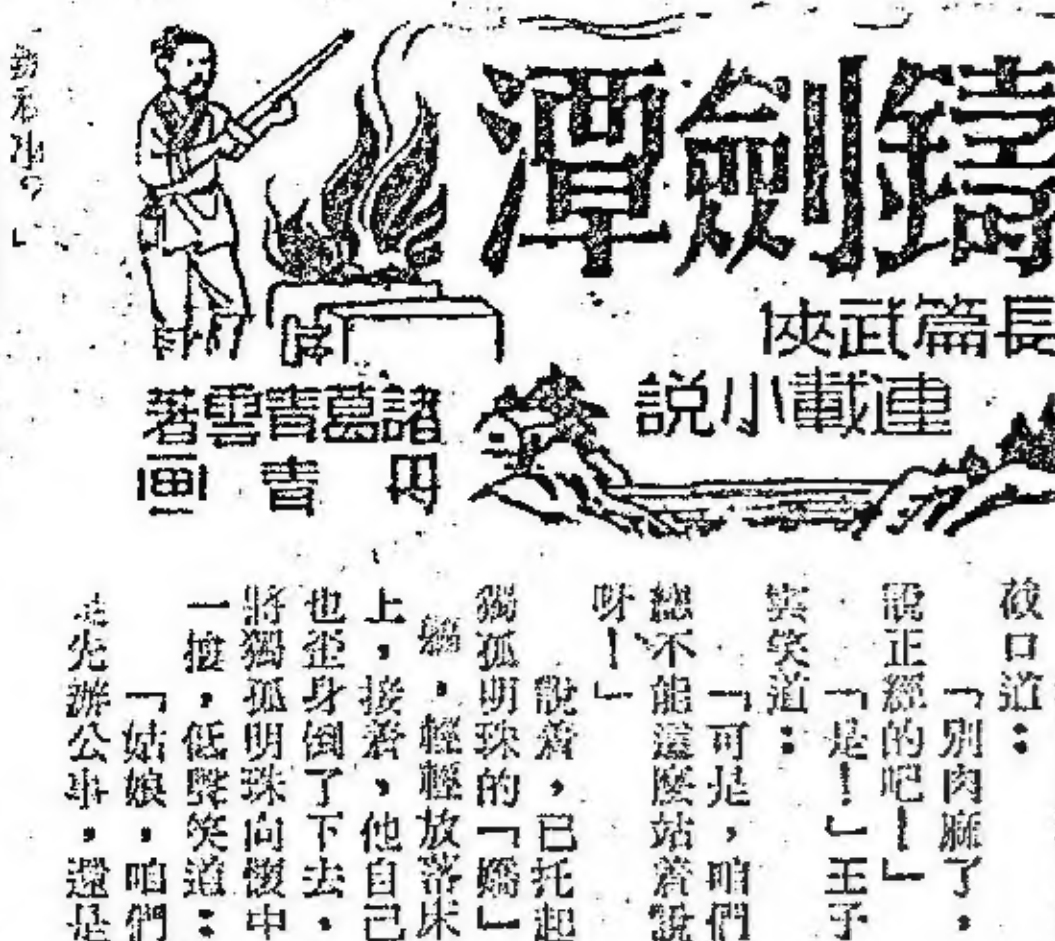 鑄劍潭
長篇武俠
連載小說
諸葛青雲著
丹青畫
截口道：
「別肉麻了，
說正經的吧！」
「是！」王子
笑道：
「可是，咱們
總不能這麼站着說
呀！」
說着，已托起
獨孤明珠的「嬌」
軀，輕輕放落床
上，接着，他自己
也歪身倒了下去，
將獨孤明珠向懷中
一摟，低聲笑道：
「姑娘，咱們
是先辦公事，還是
事？」